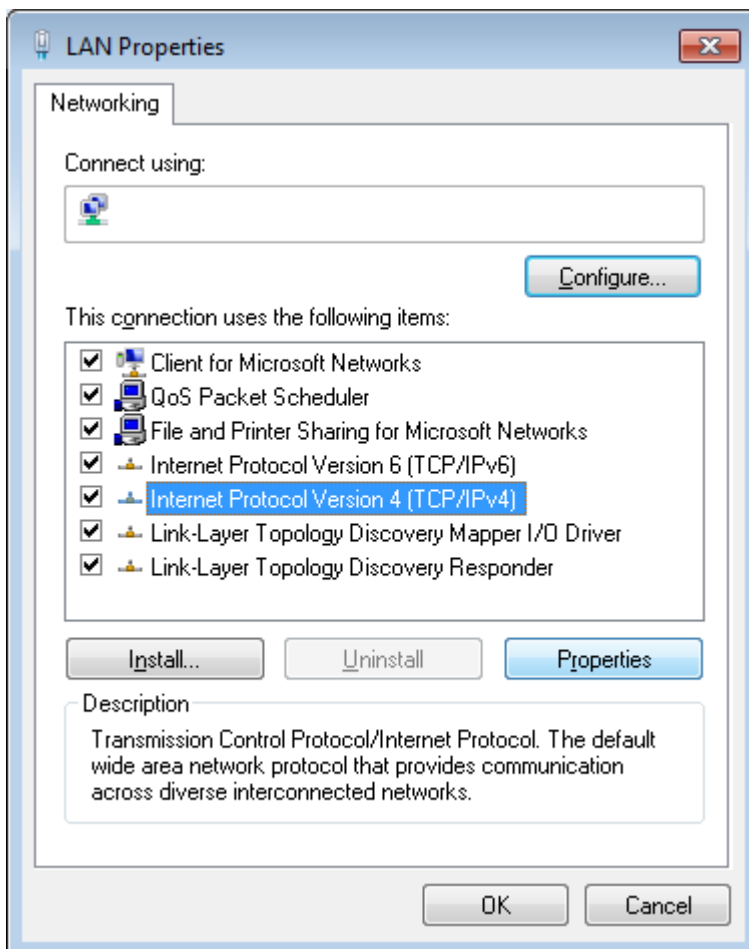 LAN Properties
Networking
Connect using:
Configure...
This connection uses the following items:
Client for Microsoft Networks
QoS Packet Scheduler
File and Printer Sharing for Microsoft Networks
Internet Protocol Version 6 (TCP/IPv6)
Internet Protocol Version 4 (TCP/IPv4)
Link-Layer Topology Discovery Mapper I/O Driver
Link-Layer Topology Discovery Responder
Install... Uninstall Properties
Description
Transmission Control Protocol/Internet Protocol. The default
wide area network protocol that provides communication
across diverse interconnected networks.
OK Cancel